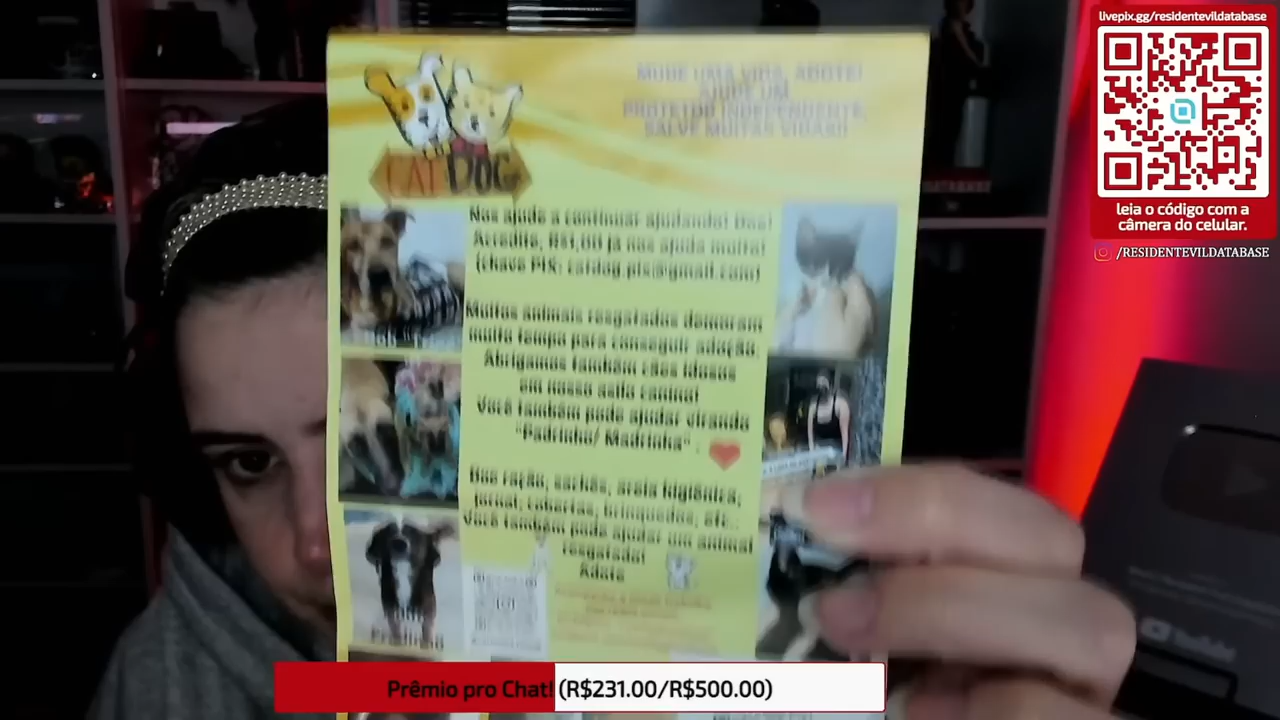 livepix.gg/residentevildatabase
leia o código com a
câmera do celular.
/RESIDENTEVILDATABASE
MUDE UMA VIDA, ADOTE!
AJUDE UM
PROTETOR INDEPENDENTE,
SALVE MUITAS VIDAS!!
CATDOG
Nos ajude a continuar ajudando! Doe!
Acredite, R$1,00 já nos ajuda muito!
(chave PIX: catdog.pix@gmail.com)
Muitos animais resgatados demoram
muito tempo para conseguir adoção.
Abrigamos também cães idosos
em nosso asilo canino!
Você também pode ajudar virando
"Padrinho/ Madrinha".
Doe ração, sachês, areia higiênica,
jornal, cobertas, brinquedos, etc..
Você também pode ajudar um animal
resgatado!
Adote
Prêmio pro Chat! (R$231.00/R$500.00)